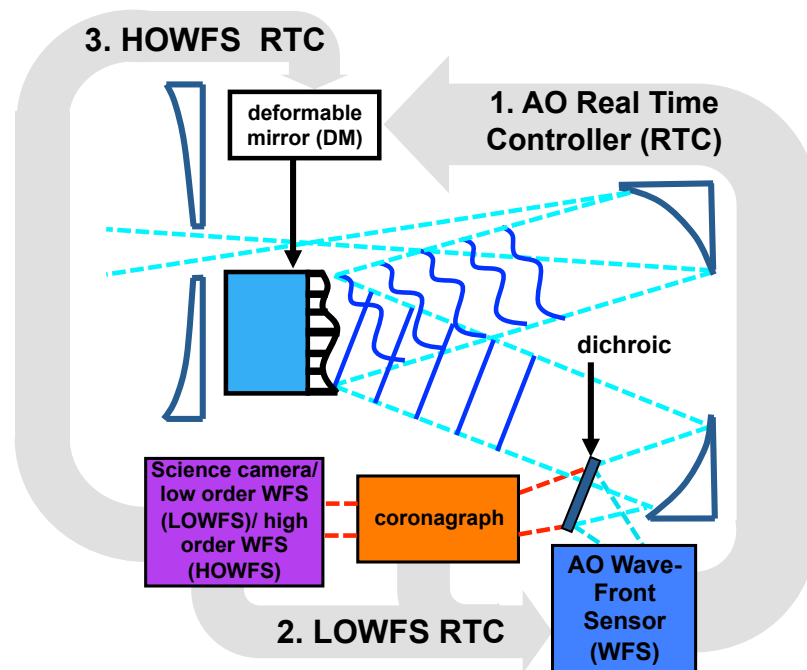 3. HOWFS RTC
deformable
mirror (DM)
1. AO Real Time
Controller (RTC)
dichroic
Science camera/
low order WFS
(LOWFS)/ high
order WFS
(HOWFS)
coronagraph
AO Wave-
Front
Sensor
(WFS)
2. LOWFS RTC